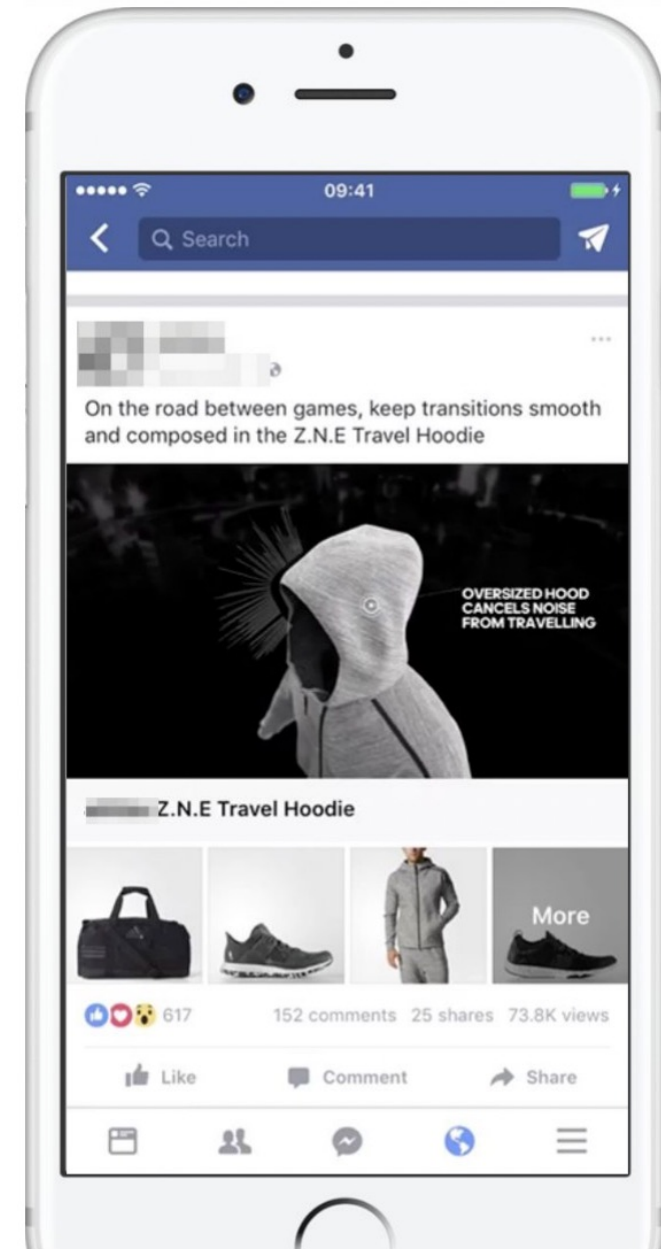 09:41
Search
On the road between games, keep transitions smooth
and composed in the Z.N.E Travel Hoodie
OVERSIZED HOOD
CANCELS NOISE
FROM TRAVELLING
Z.N.E Travel Hoodie
More
617 152 comments 25 shares 73.8K views
Like Comment Share